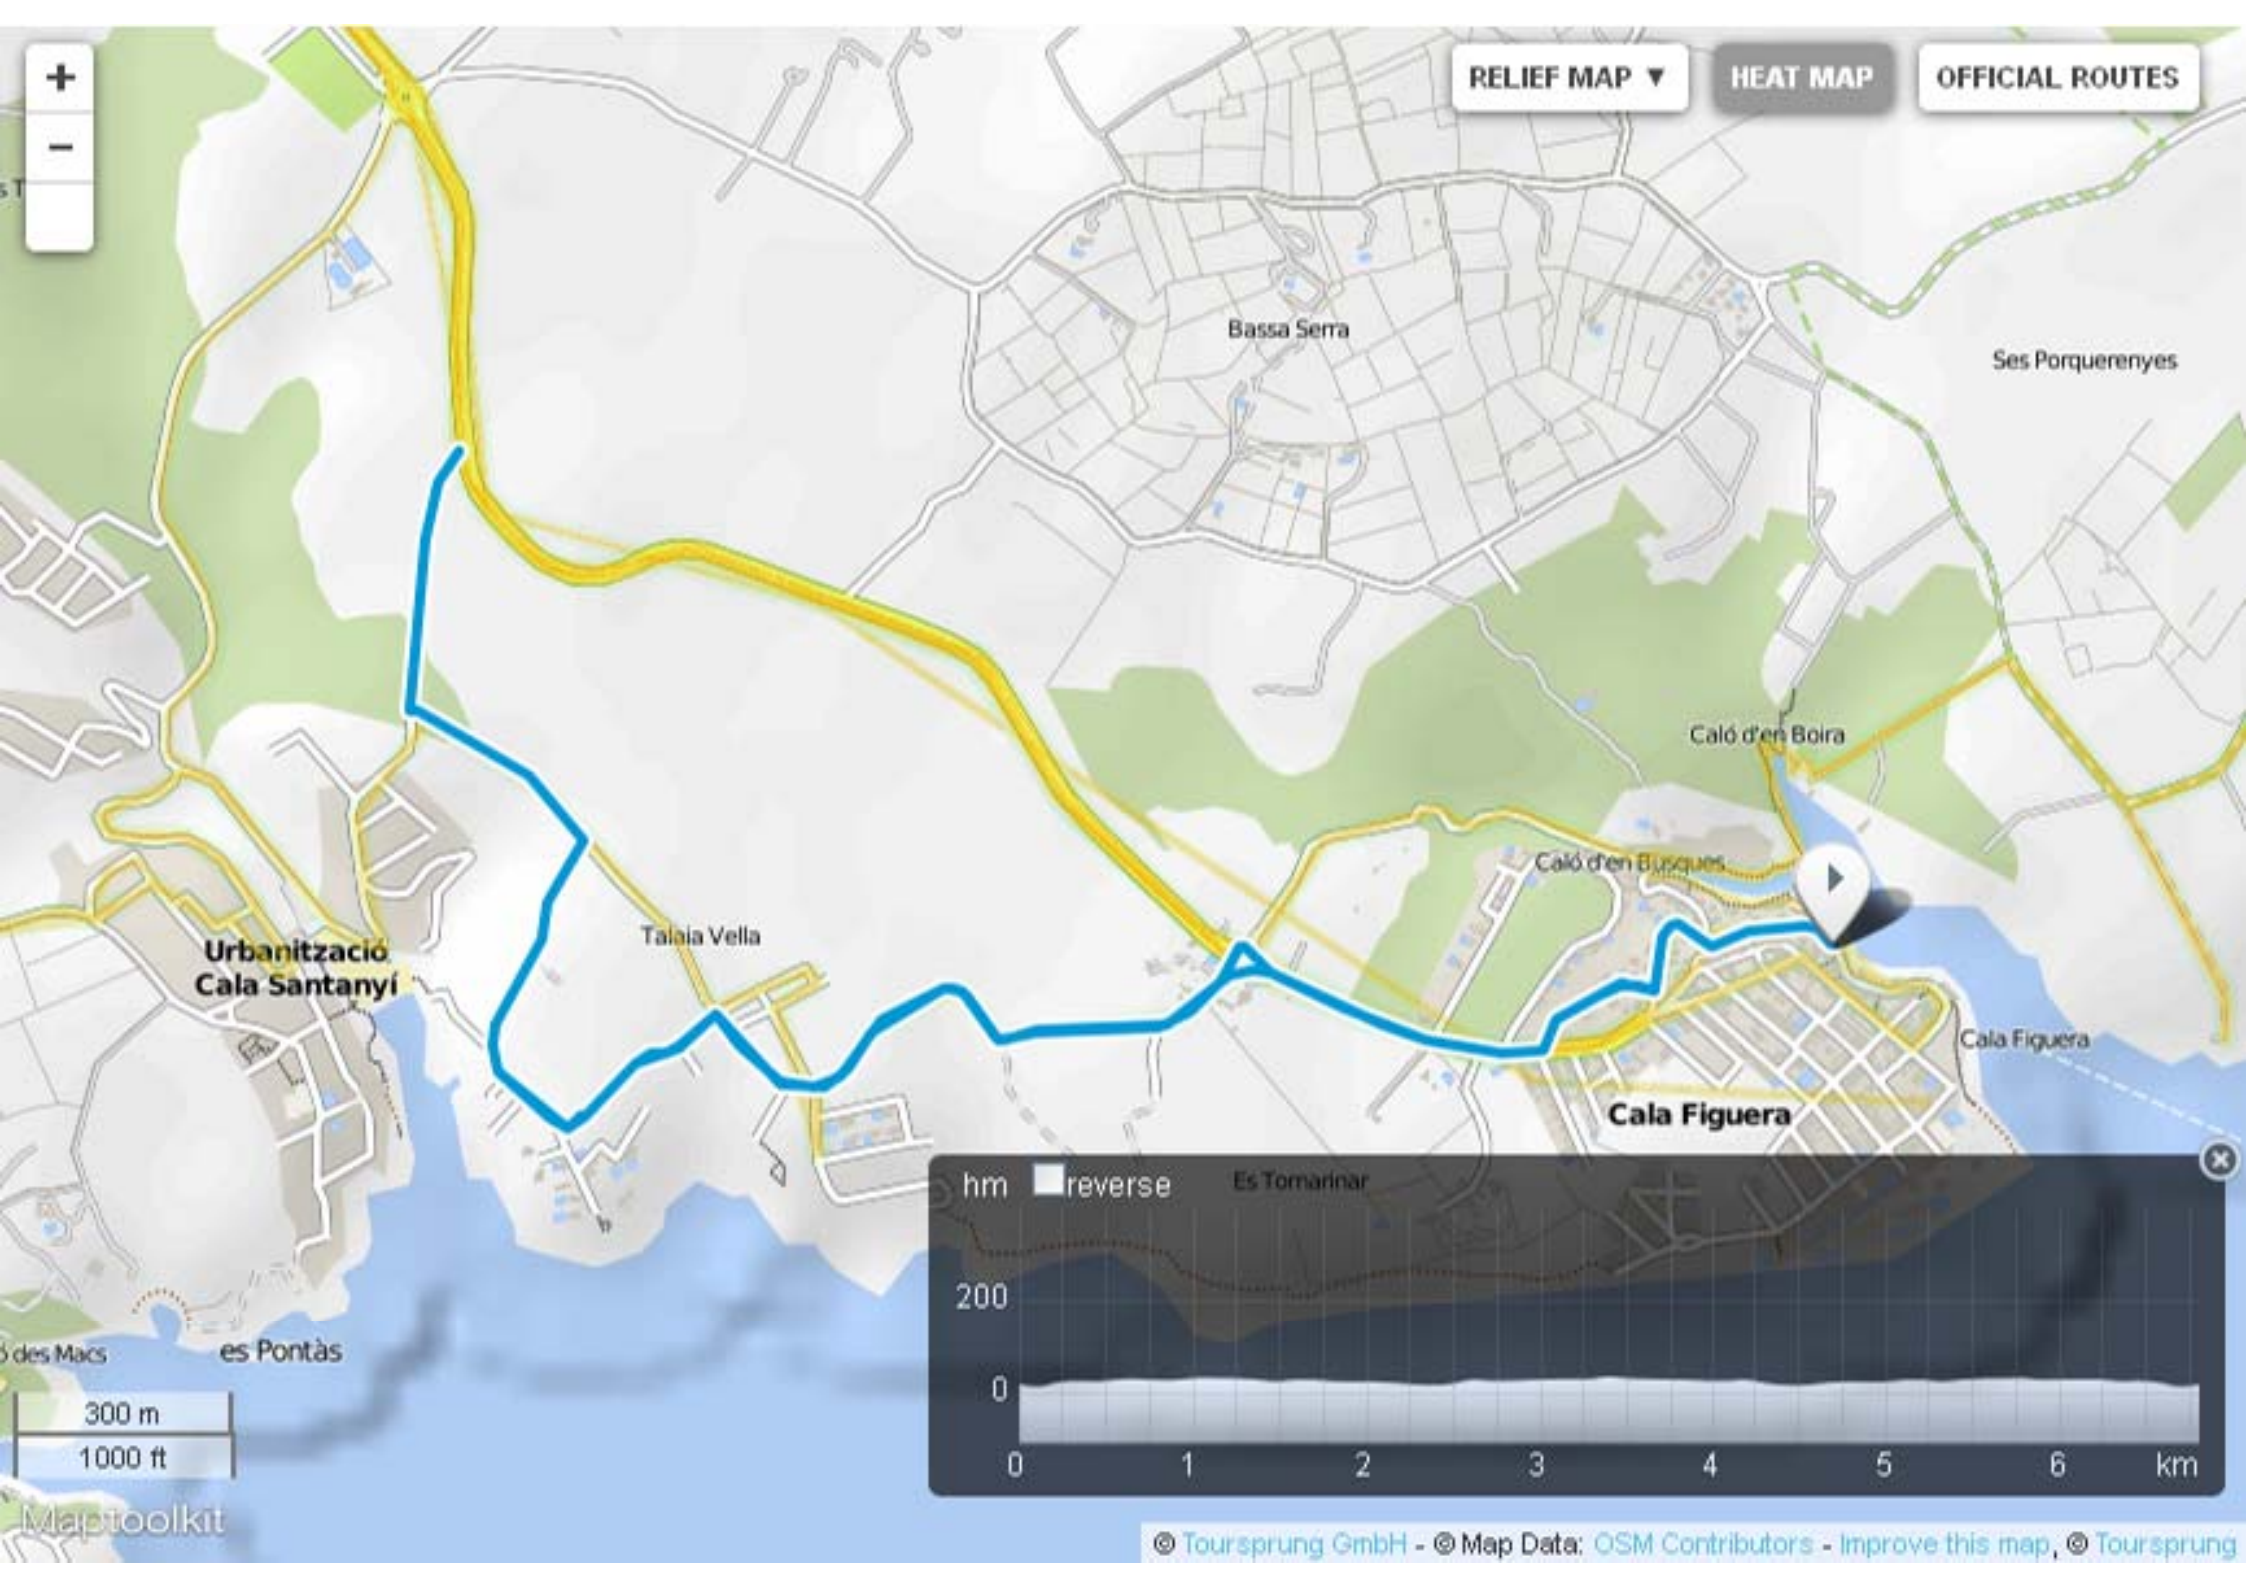 +
RELIEF MAP ▼
HEAT MAP
OFFICIAL ROUTES
−
s T
Bassa Serra
Ses Porquerenyes
Caló d'en Boira
Caló d'en Busques
Talaia Vella
Urbanització
Cala Santanyí
Cala Figuera
Cala Figuera
hm
reverse
Es Tomarinar
200
0
0 1 2 3 4 5 6 km
ó des Macs
es Pontàs
300 m
1000 ft
Maptoolkit
© Toursprung GmbH - © Map Data: OSM Contributors - Improve this map, © Toursprung